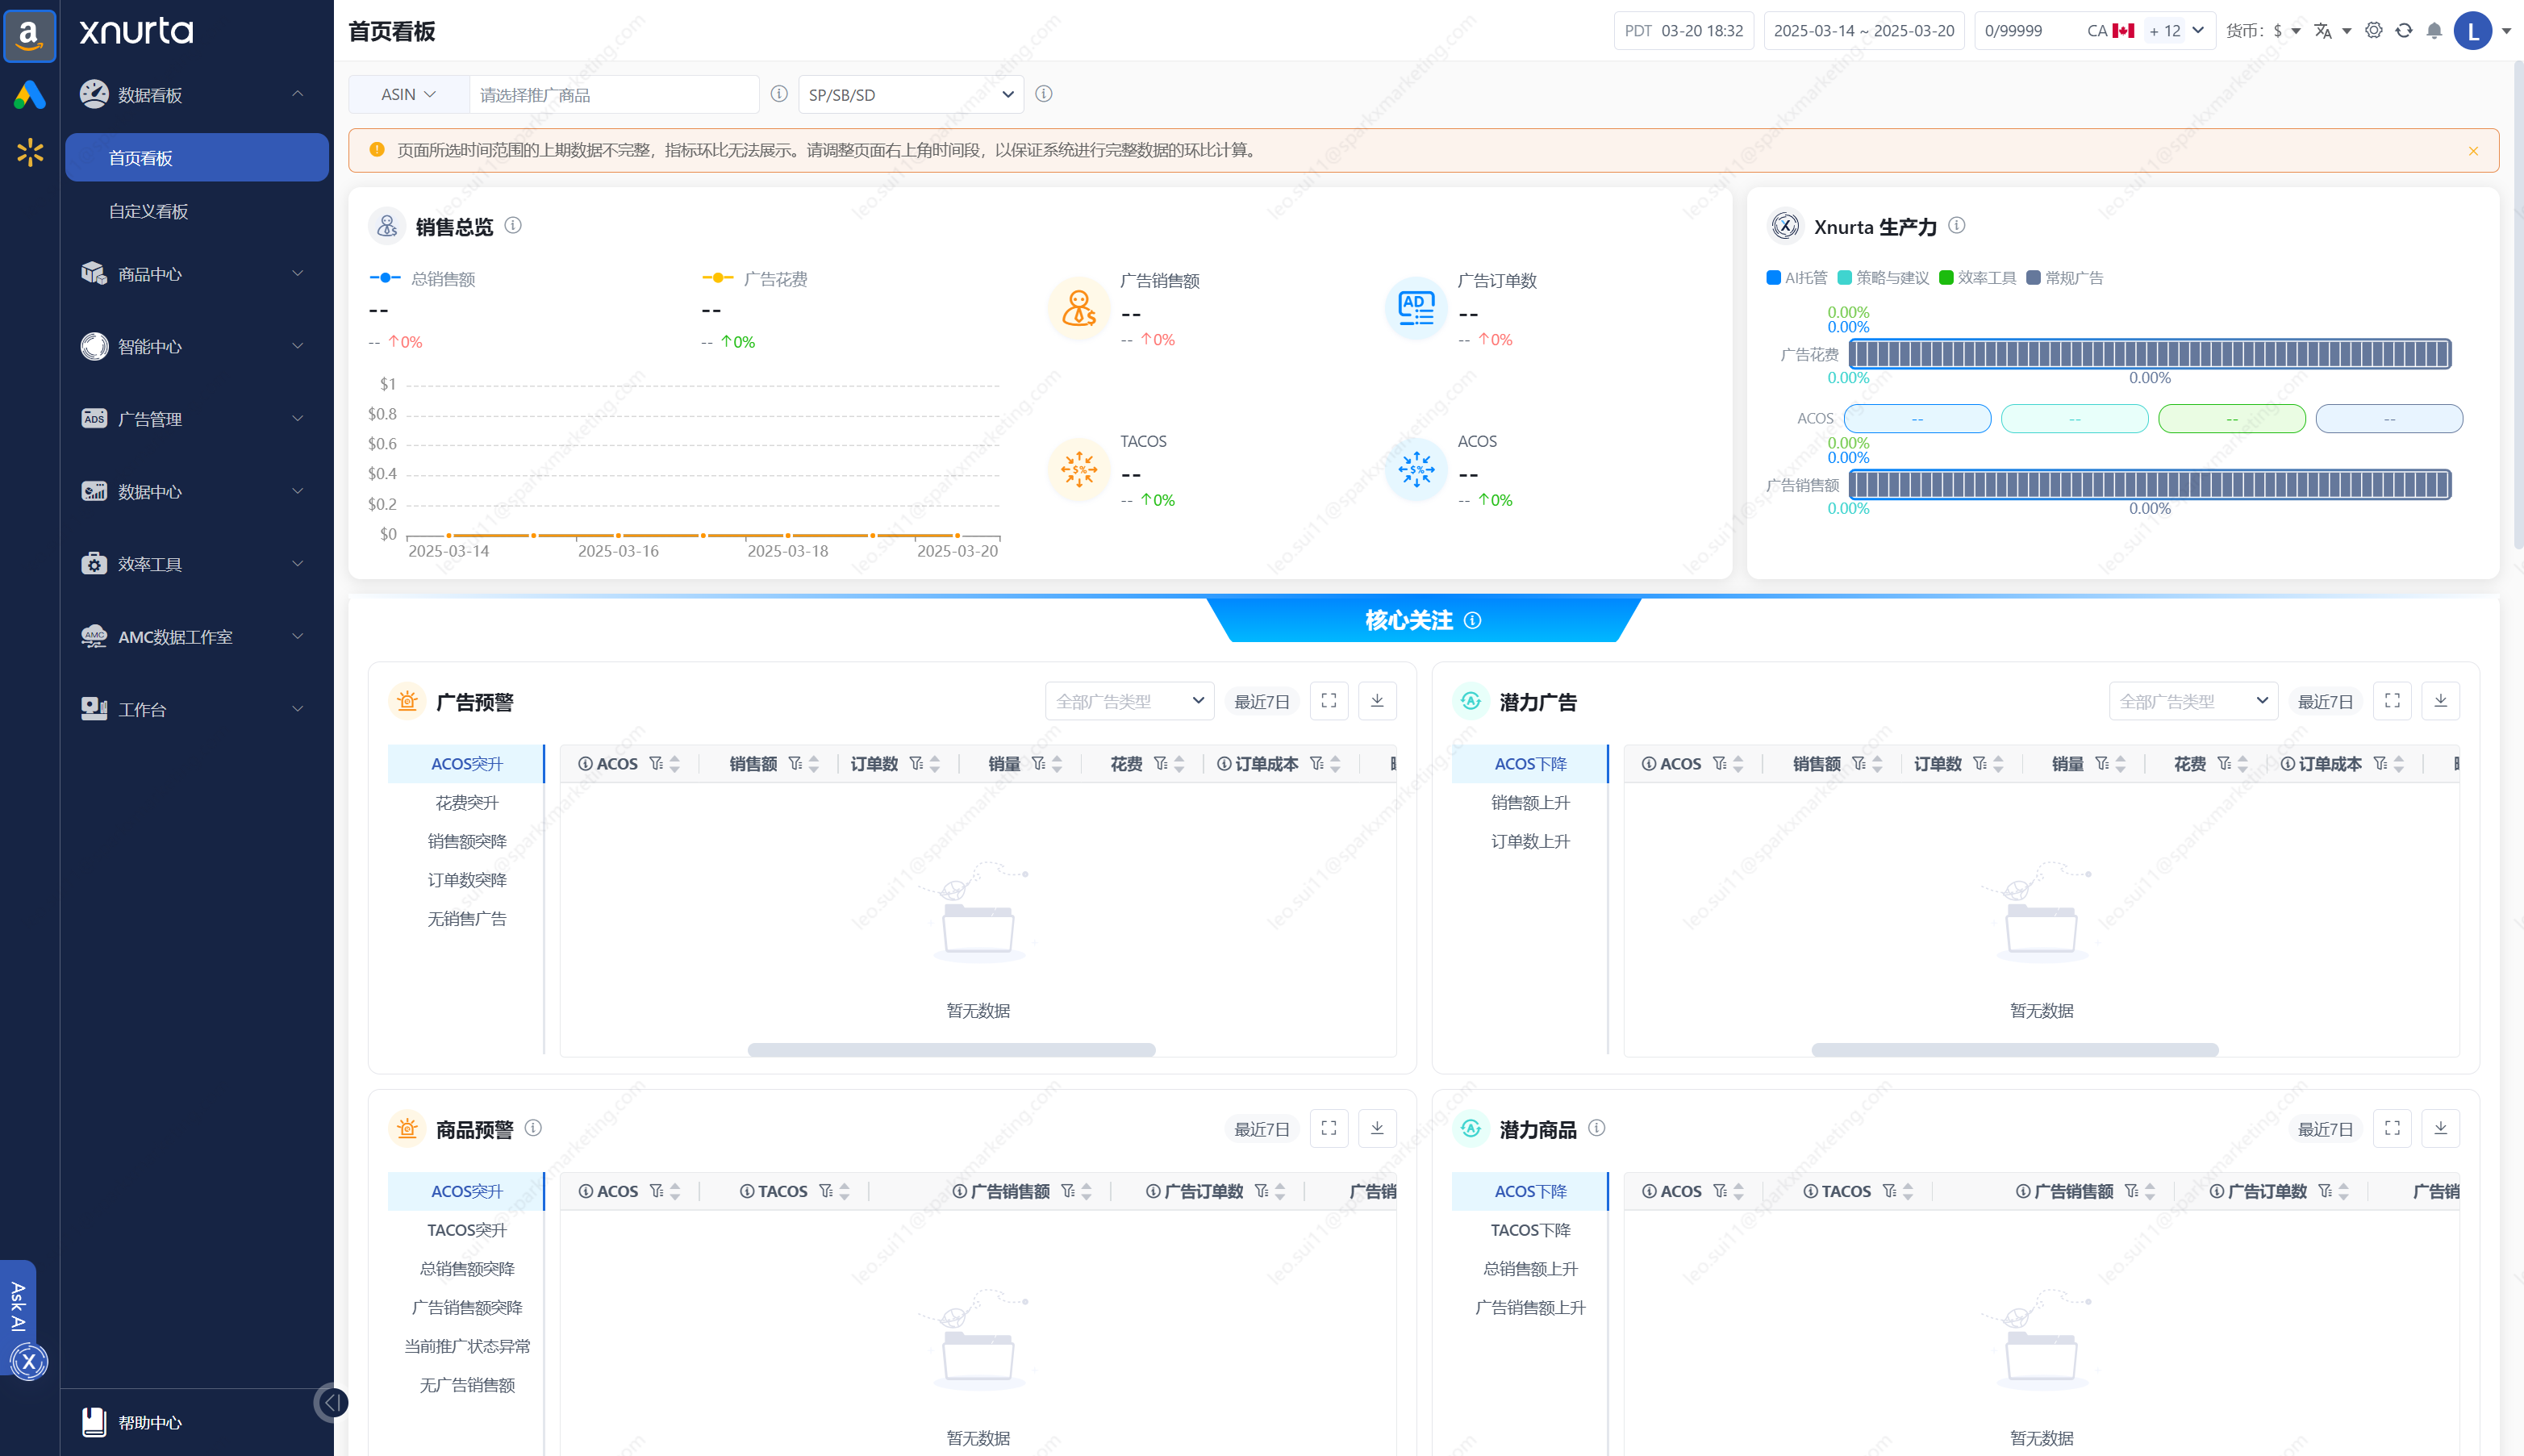 xnurta
数据看板
首页看板
自定义看板
商品中心
智能中心
ADS 广告管理
数据中心
效率工具
AMC AMC数据工作室
工作台
Ask AI
帮助中心
首页看板
PDT 03-20 18:32
2025-03-14 ~ 2025-03-20
0/99999 CA + 12
货币: $
L
ASIN 请选择推广商品
SP/SB/SD
页面所选时间范围的上期数据不完整，指标环比无法展示。请调整页面右上角时间段，以保证系统进行完整数据的环比计算。
销售总览
总销售额
--
-- ↑0%
广告花费
--
-- ↑0%
广告销售额
--
-- ↑0%
AD
广告订单数
--
-- ↑0%
$%
TACOS
--
-- ↑0%
$%
ACOS
--
-- ↑0%
$1
$0.8
$0.6
$0.4
$0.2
$0
2025-03-14 2025-03-16 2025-03-18 2025-03-20
Xnurta 生产力
AI托管 策略与建议 效率工具 常规广告
0.00%
0.00%
广告花费
0.00% 0.00%
ACOS -- -- -- --
0.00%
0.00%
广告销售额
0.00% 0.00%
核心关注
广告预警
全部广告类型 最近7日
ACOS突升
花费突升
销售额突降
订单数突降
无销售广告
ACOS 销售额 订单数 销量 花费 订单成本
暂无数据
潜力广告
全部广告类型 最近7日
ACOS下降
销售额上升
订单数上升
ACOS 销售额 订单数 销量 花费 订单成本
暂无数据
商品预警
最近7日
ACOS突升
TACOS突升
总销售额突降
广告销售额突降
当前推广状态异常
无广告销售额
ACOS TACOS 广告销售额 广告订单数 广告销
暂无数据
潜力商品
最近7日
ACOS下降
TACOS下降
总销售额上升
广告销售额上升
ACOS TACOS 广告销售额 广告订单数 广告销
暂无数据
leo.sui11@sparkxmarketing.com